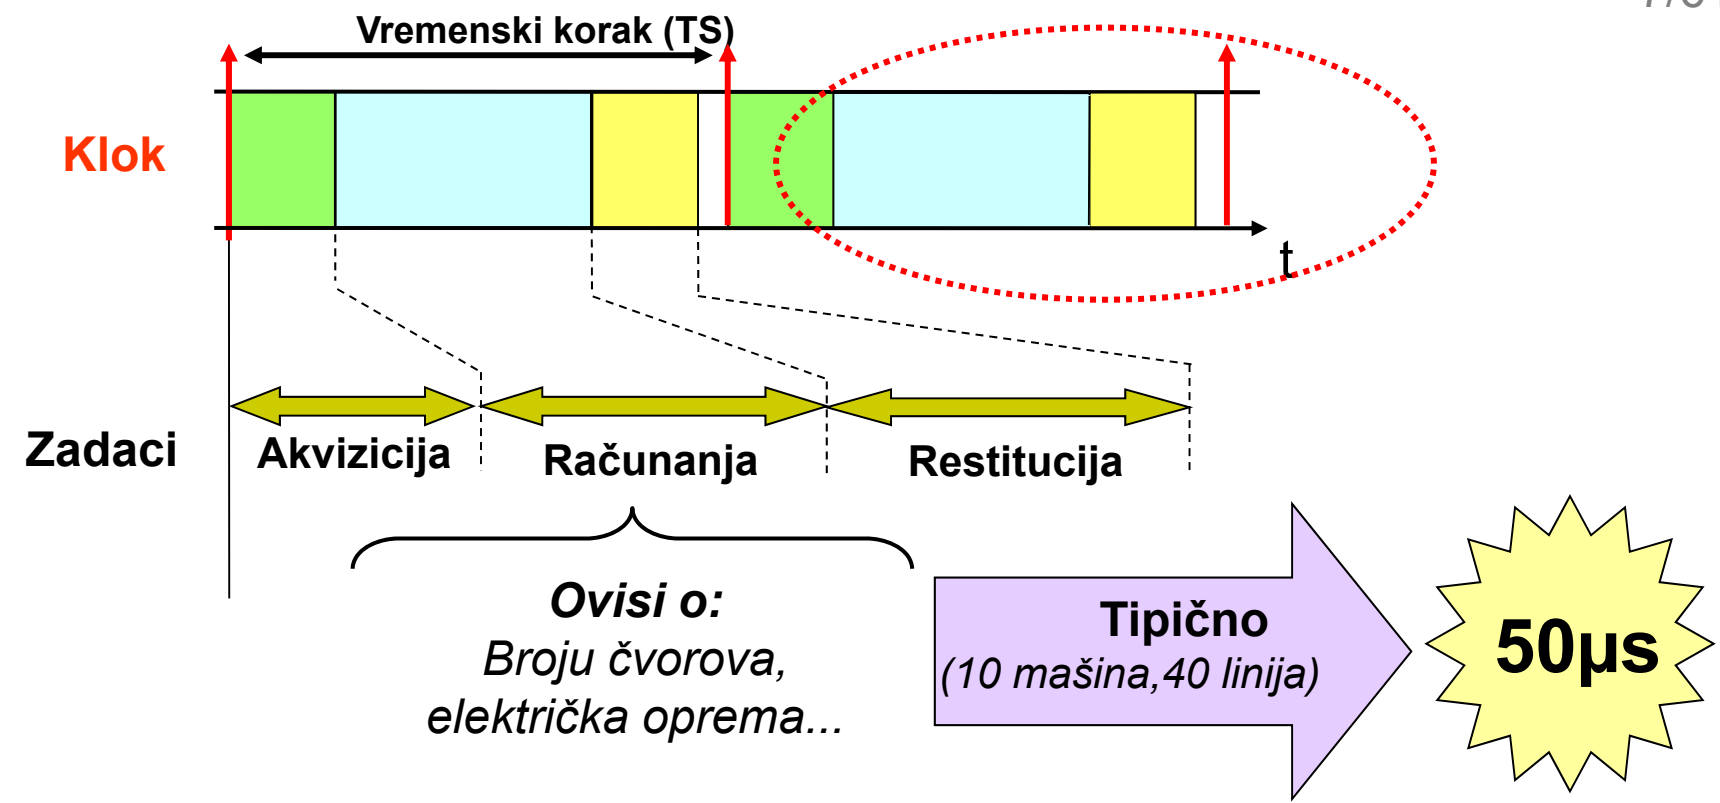 Vremenski korak (TS)
Klok
t
Zadaci
Akvizicija
Računanja
Restitucija
Ovisi o:
Broju čvorova,
električka oprema...
Tipično
(10 mašina,40 linija)
50µs